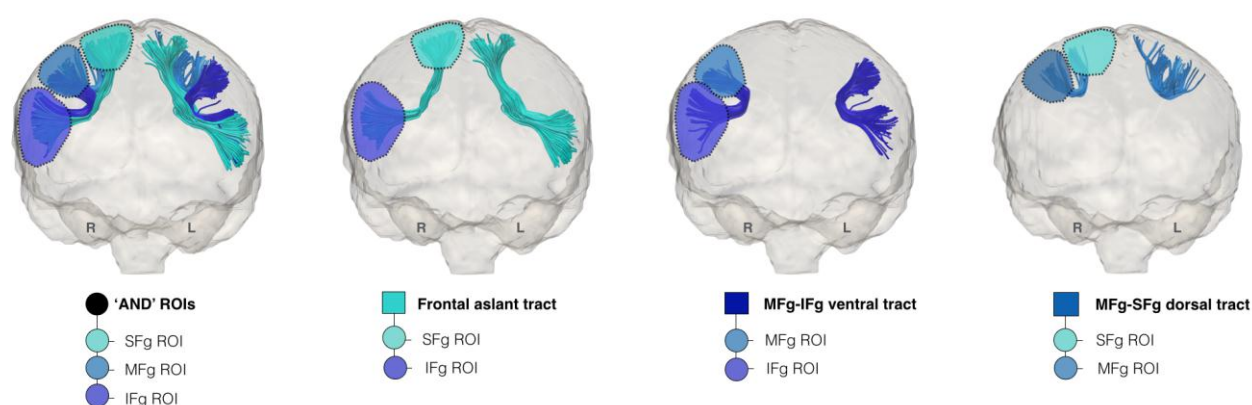 R L
R L
R L
R L
'AND' ROIs
SFg ROI
MFg ROI
IFg ROI
Frontal aslant tract
SFg ROI
IFg ROI
MFg-IFg ventral tract
MFg ROI
IFg ROI
MFg-SFg dorsal tract
SFg ROI
MFg ROI